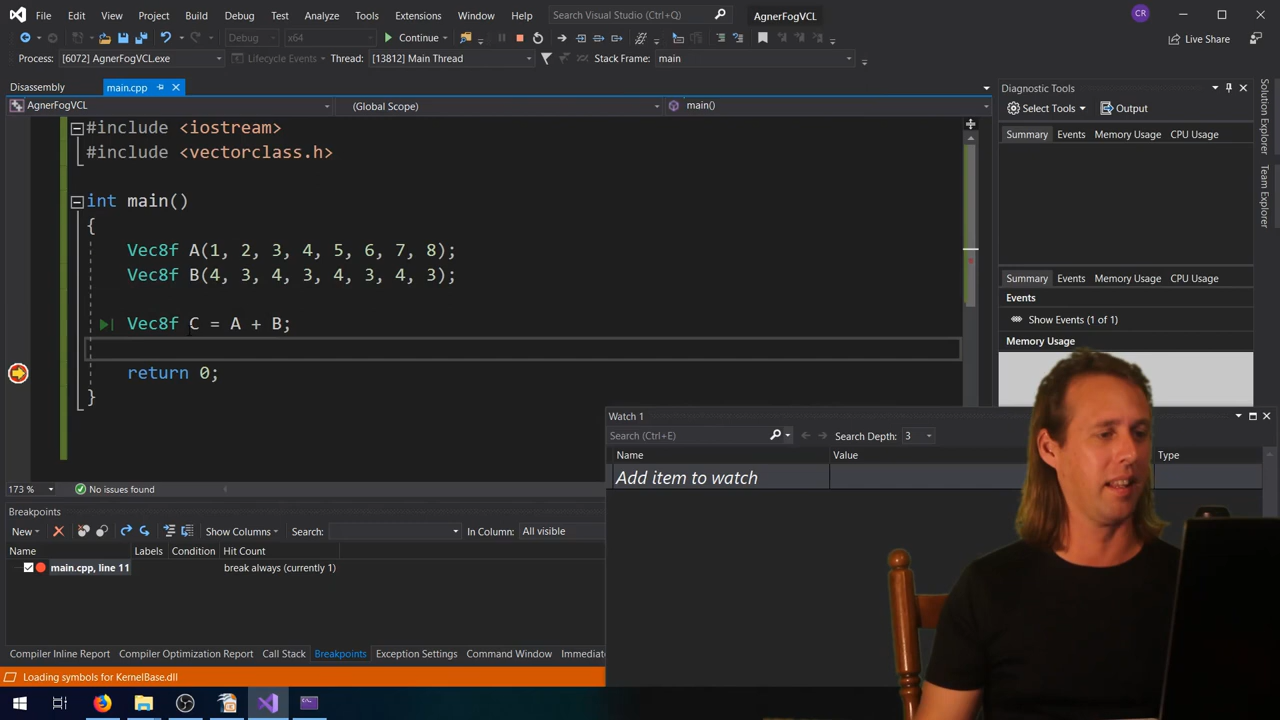 File Edit View Project Build Debug Test Analyze Tools Extensions Window Help Search Visual Studio AgnerFogVCL CR
Debug x64 Continue Live Share
Process: [6072] AgnerFogVCL.exe Lifecycle Events Thread: [13812] Main Thread Stack Frame: main
Disassembly main.cpp
AgnerFogVCL (Global Scope) main()
#include <iostream>
#include <vectorclass.h>
int main()
{
Vec8f A(1, 2, 3, 4, 5, 6, 7, 8);
Vec8f B(4, 3, 4, 3, 4, 3, 4, 3);
Vec8f C = A + B;
return 0;
}
173 % No issues found
Diagnostic Tools
Select Tools Output
Summary Events Memory Usage CPU Usage
Summary Events Memory Usage CPU Usage
Events
Show Events (1 of 1)
Memory Usage
Solution Explorer
Team Explorer
Watch 1
Search (Ctrl+E) Search Depth: 3
Name Value Type
Add item to watch
Breakpoints
New Show Columns Search: In Column: All visible
Name Labels Condition Hit Count
main.cpp, line 11 break always (currently 1)
Compiler Inline Report Compiler Optimization Report Call Stack Breakpoints Exception Settings Command Window Immediat
Loading symbols for KernelBase.dll